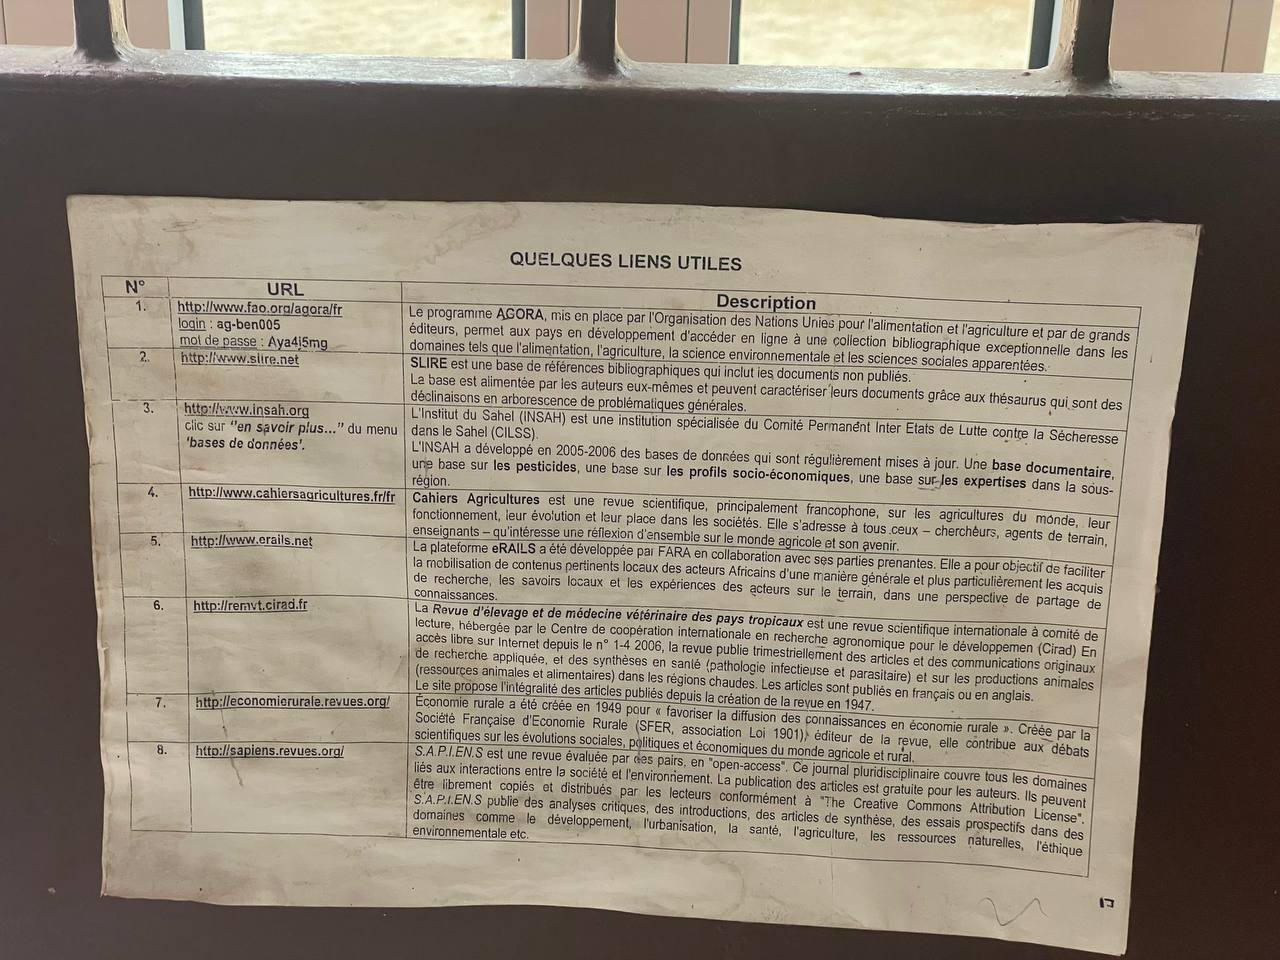 QUELQUES LIENS UTILES
N° URL Description
1. http://www.fao.org/agora/fr
login : ag-ben005
mot de passe : Aya4j5mg
Le programme AGORA, mis en place par l'Organisation des Nations Unies pour l'alimentation et l'agriculture et par de grands
éditeurs, permet aux pays en développement d'accéder en ligne à une collection bibliographique exceptionnelle dans les
domaines tels que l'alimentation, l'agriculture, la science environnementale et les sciences sociales apparentées.
2. http://www.slire.net
SLIRE est une base de références bibliographiques qui inclut les documents non publiés.
La base est alimentée par les auteurs eux-mêmes et peuvent caractériser leurs documents grâce aux thésaurus qui sont des
déclinaisons en arborescence de problématiques générales.
3. http://www.insah.org
clic sur "en savoir plus..." du menu
'bases de données'.
L'Institut du Sahel (INSAH) est une institution spécialisée du Comité Permanent Inter Etats de Lutte contre la Sécheresse
dans le Sahel (CILSS).
L'INSAH a développé en 2005-2006 des bases de données qui sont régulièrement mises à jour. Une base documentaire,
une base sur les pesticides, une base sur les profils socio-économiques, une base sur les expertises dans la sous-
région.
4. http://www.cahiersagricultures.fr/fr
Cahiers Agricultures est une revue scientifique, principalement francophone, sur les agricultures du monde, leur
fonctionnement, leur évolution et leur place dans les sociétés. Elle s'adresse à tous ceux – chercheurs, agents de terrain,
enseignants – qu'intéresse une réflexion d'ensemble sur le monde agricole et son avenir.
5. http://www.erails.net
La plateforme eRAILS a été développée par FARA en collaboration avec ses parties prenantes. Elle a pour objectif de faciliter
la mobilisation de contenus pertinents locaux des acteurs Africains d'une manière générale et plus particulièrement les acquis
de recherche, les savoirs locaux et les expériences des acteurs sur le terrain, dans une perspective de partage de
connaissances.
6. http://remvt.cirad.fr
La Revue d'élevage et de médecine vétérinaire des pays tropicaux est une revue scientifique internationale à comité de
lecture, hébergée par le Centre de coopération internationale en recherche agronomique pour le développemen (Cirad) En
accès libre sur Internet depuis le n° 1-4 2006, la revue publie trimestriellement des articles et des communications originaux
de recherche appliquée, et des synthèses en santé (pathologie infectieuse et parasitaire) et sur les productions animales
(ressources animales et alimentaires) dans les régions chaudes. Les articles sont publiés en français ou en anglais.
Le site propose l'intégralité des articles publiés depuis la création de la revue en 1947.
7. http://economierurale.revues.org/
Économie rurale a été créée en 1949 pour « favoriser la diffusion des connaissances en économie rurale ». Créée par la
Société Française d'Economie Rurale (SFER, association Loi 1901), éditeur de la revue, elle contribue aux débats
scientifiques sur les évolutions sociales, politiques et économiques du monde agricole et rural.
8. http://sapiens.revues.org/
S.A.P.I.EN.S est une revue évaluée par des pairs, en "open-access". Ce journal pluridisciplinaire couvre tous les domaines
liés aux interactions entre la société et l'environnement. La publication des articles est gratuite pour les auteurs. Ils peuvent
être librement copiés et distribués par les lecteurs conformément à "The Creative Commons Attribution License".
S.A.P.I.EN.S publie des analyses critiques, des introductions, des articles de synthèse, des essais prospectifs dans des
domaines comme le développement, l'urbanisation, la santé, l'agriculture, les ressources naturelles, l'éthique
environnementale etc.